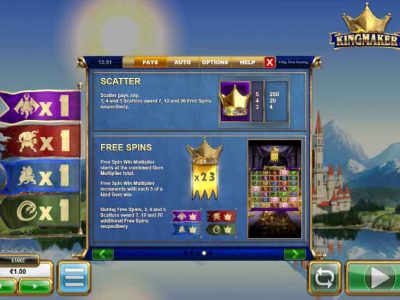 KINGMAKER
13:51 PAYS AUTO OPTIONS HELP X © Big Time Gaming
SCATTER
Scatter pays any.
3, 4 and 5 Scatters award 7, 12 and 20 Free Spins
respectively.
5 250
4 20
3 4
x1
x1
x1
x1
FREE SPINS
Free Spin Win Multiplier
starts at the combined Gem
Multiplier total.
Free Spin Win Multiplier
increments with each 5 of a
kind Gem win.
During Free Spins, 3, 4 and 5
Scatters award 7, 12 and 20
additional Free Spins
respectively.
x23
STAKE
€1.00